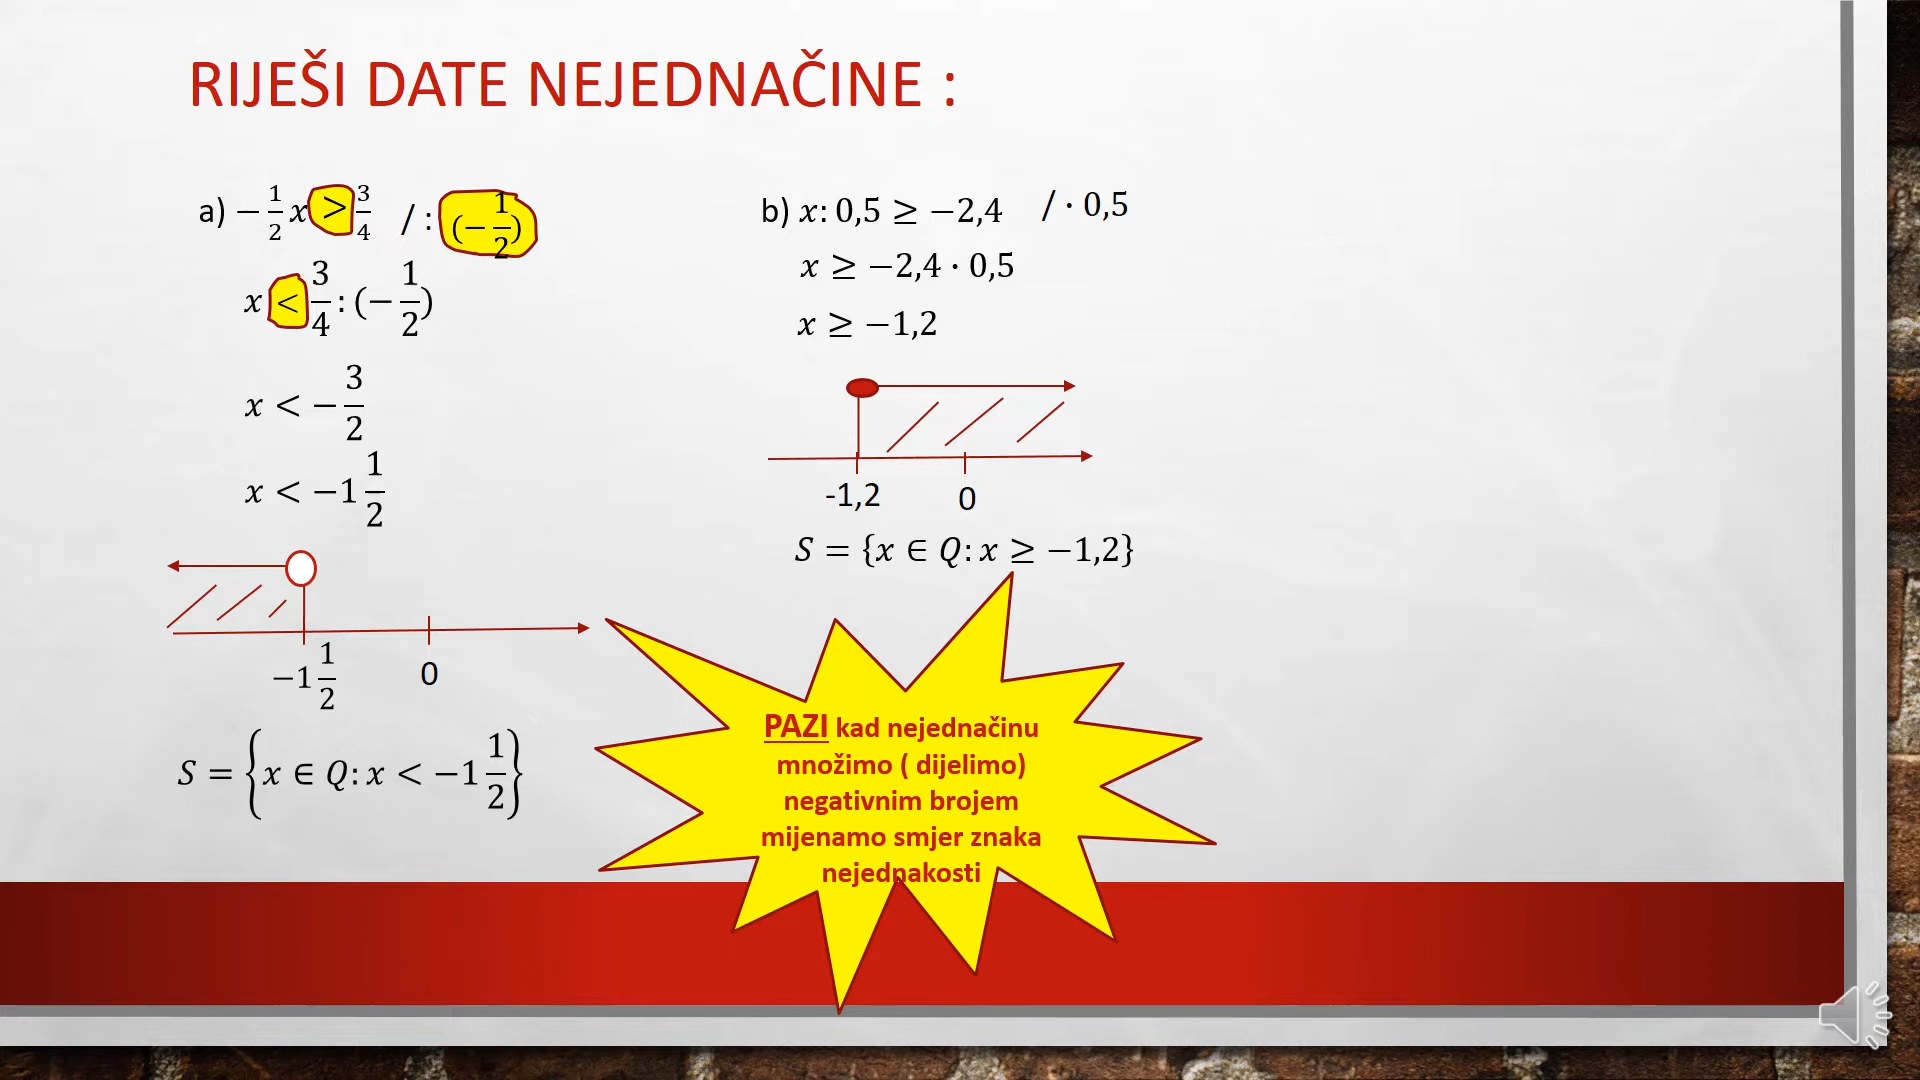 RIJEŠI DATE NEJEDNAČINE :
a) −1/2 x > 3/4 / : (−1/2)
x < 3/4 : (−1/2)
x < −3/2
x < −1 1/2
−1 1/2 0
S = {x ∈ Q: x < −1 1/2}
b) x: 0,5 ≥ −2,4 / · 0,5
x ≥ −2,4 · 0,5
x ≥ −1,2
-1,2 0
S = {x ∈ Q: x ≥ −1,2}
PAZI kad nejednačinu
množimo ( dijelimo)
negativnim brojem
mijenamo smjer znaka
nejednakosti